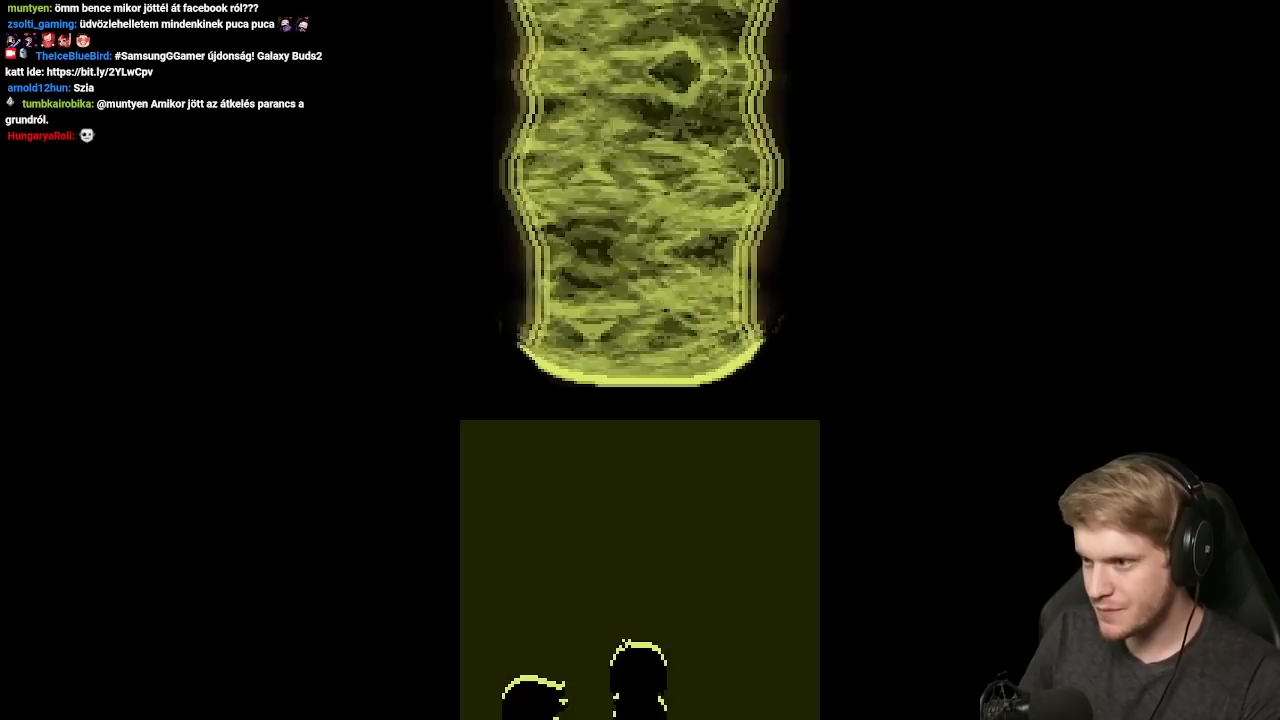 muntyen: ömm bence mikor jöttél át facebook ról???
zsolti_gaming: üdvözlehelletem mindenkinek puca puca
TheIceBlueBird: #SamsungGGamer újdonság! Galaxy Buds2
katt ide: https://bit.ly/2YLwCpv
arnold12hun: Szia
tumbkairobika: @muntyen Amikor jött az átkelés parancs a
grundról.
HungaryaRoli: